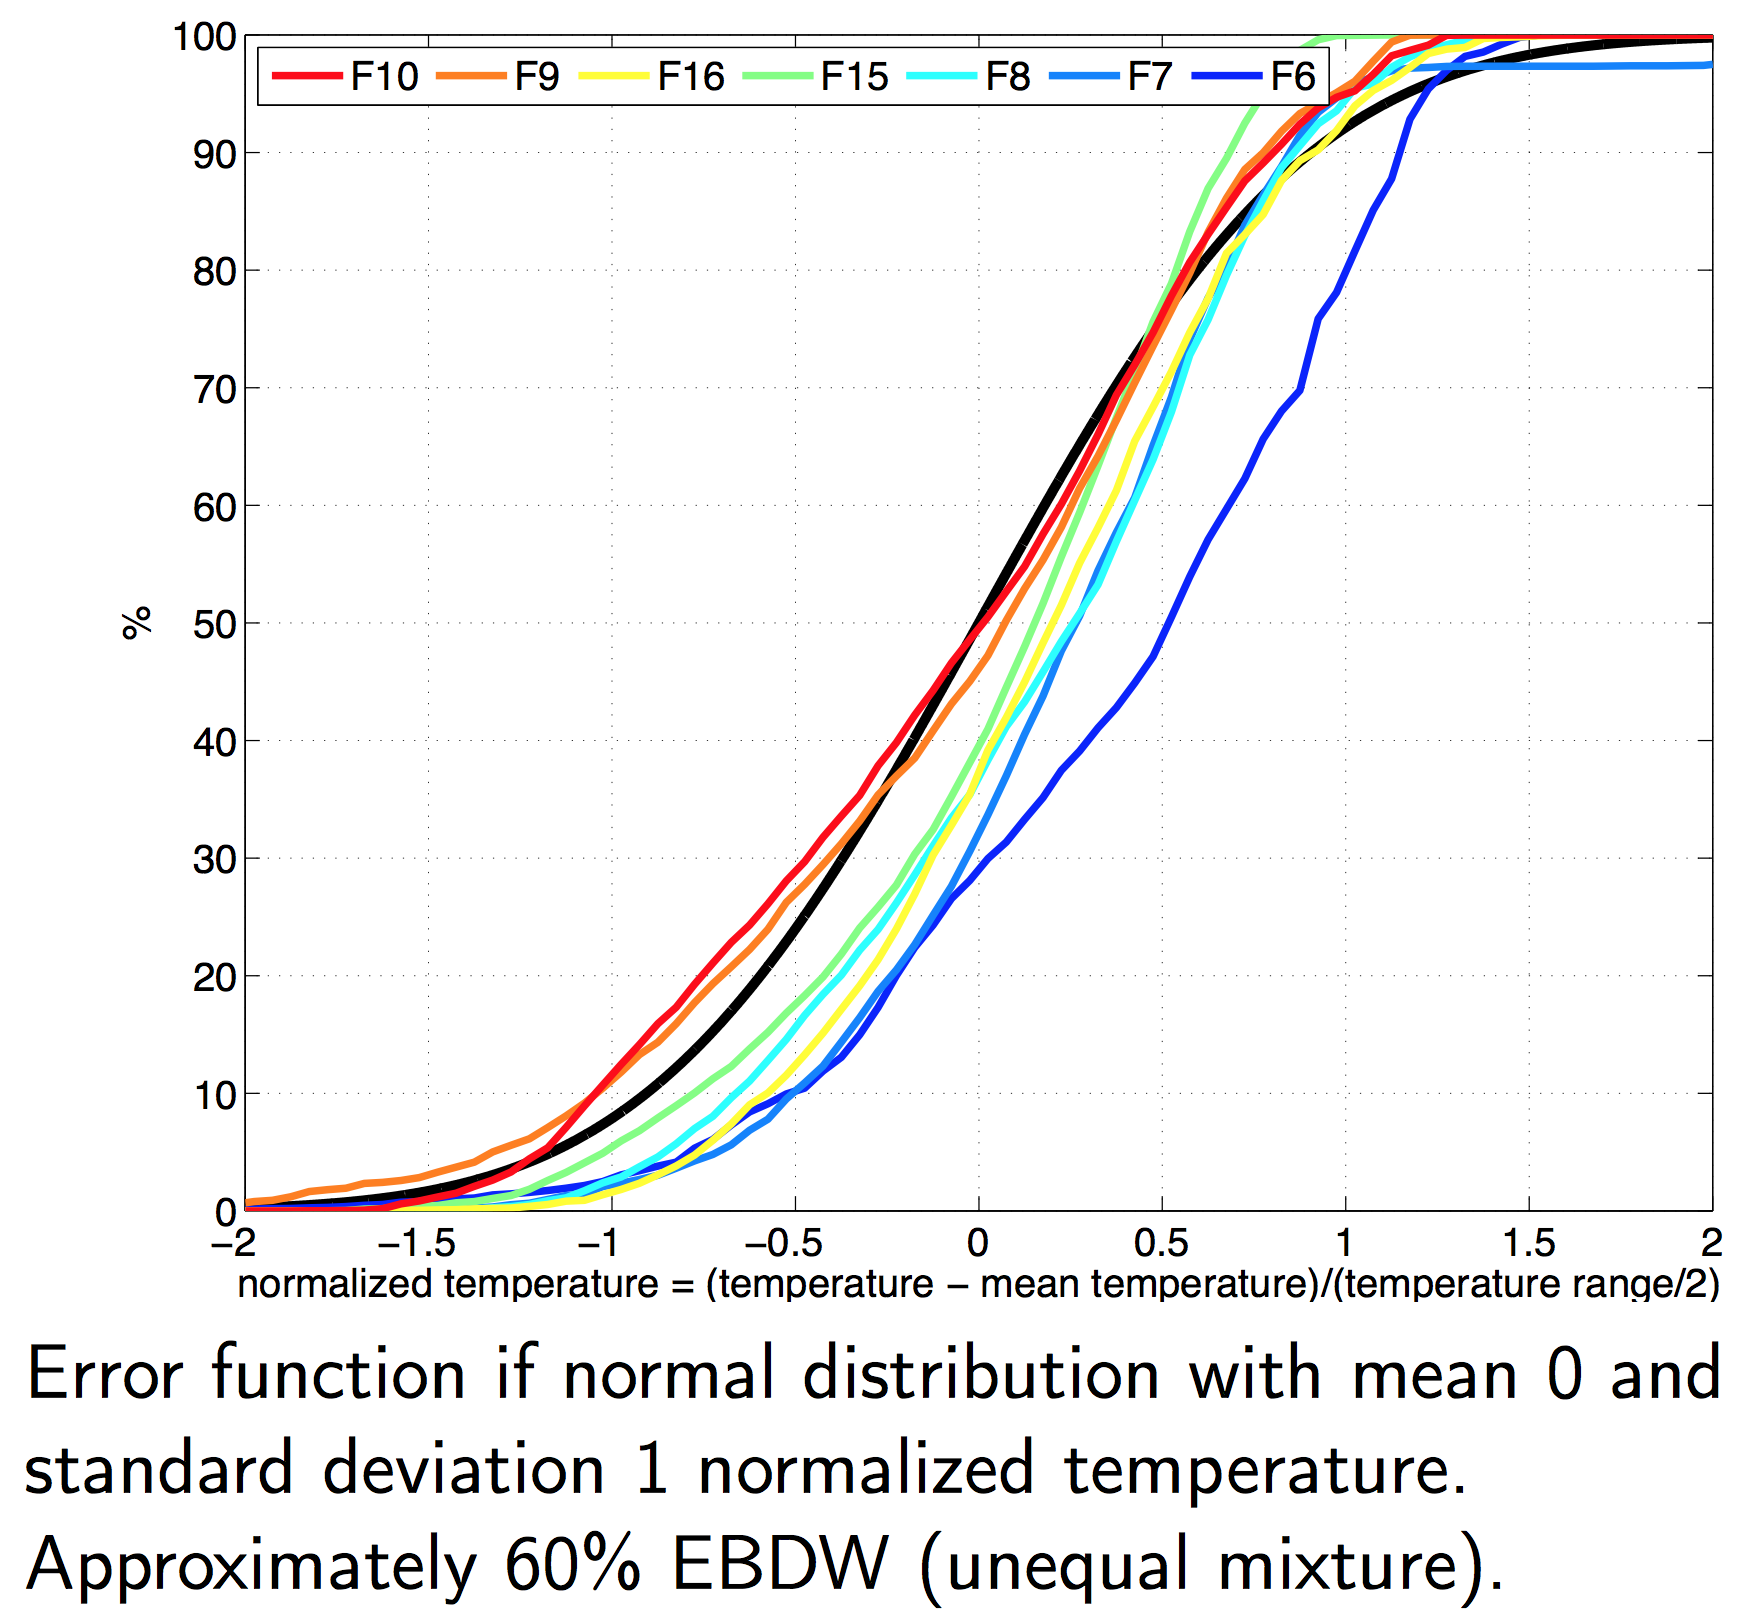 100
F10 F9 F16 F15 F8 F7 F6
90
80
70
60
%
50
40
30
20
10
0
−2 −1.5 −1 −0.5 0 0.5 1 1.5 2
normalized temperature = (temperature − mean temperature)/(temperature range/2)
Error function if normal distribution with mean 0 and
standard deviation 1 normalized temperature.
Approximately 60% EBDW (unequal mixture).